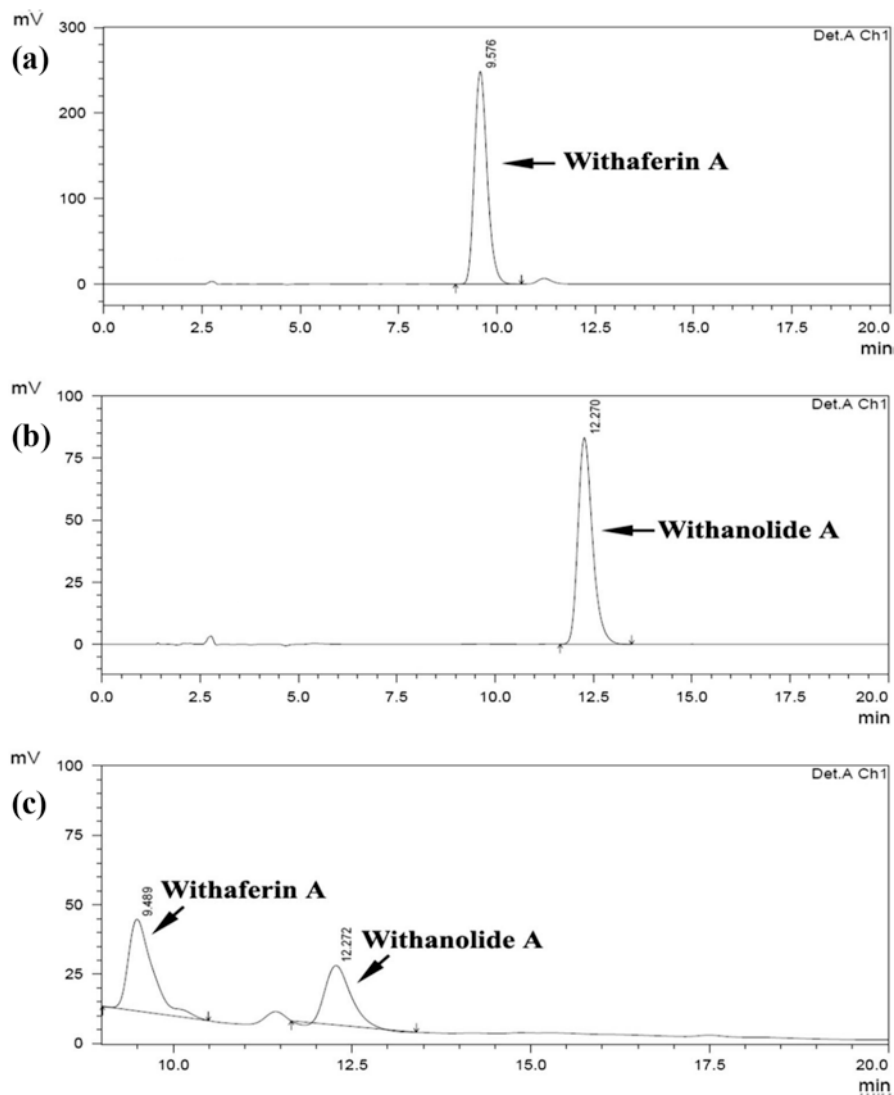 mV
(a)
300
Det.A Ch1
9.576
Withaferin A
200
100
0
0.0 2.5 5.0 7.5 10.0 12.5 15.0 17.5 20.0
min
mV
(b)
100
Det.A Ch1
12.270
75
Withanolide A
50
25
0
0.0 2.5 5.0 7.5 10.0 12.5 15.0 17.5 20.0
min
mV
(c)
100
Det.A Ch1
75
Withaferin A
9.489
50
Withanolide A
12.272
25
0
10.0 12.5 15.0 17.5 20.0
min